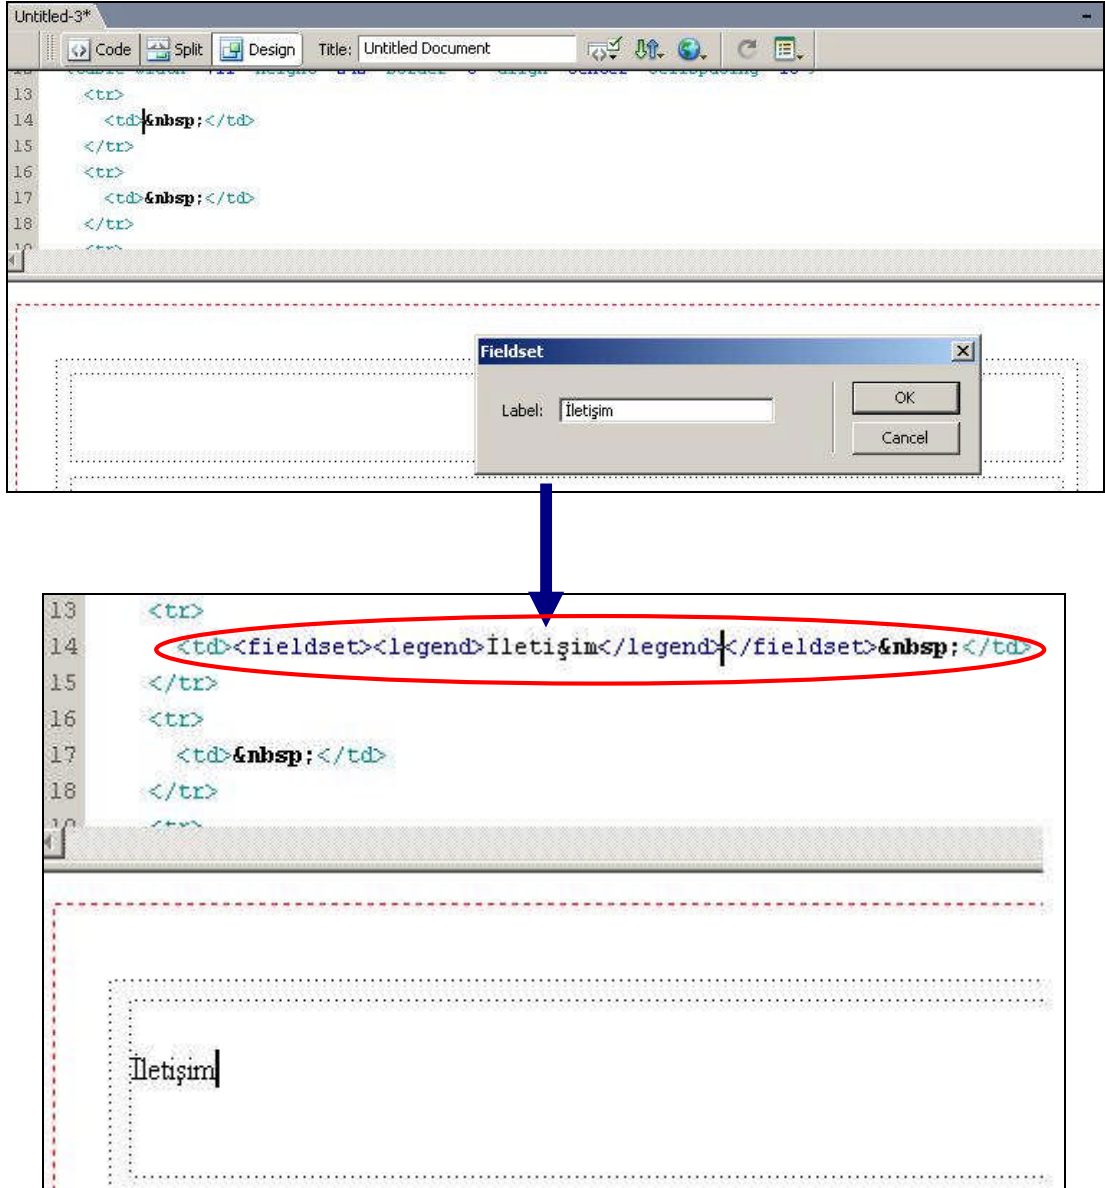 Untitled-3*
Code Split Design Title: Untitled Document
13 <tr>
14 <td>&nbsp;</td>
15 </tr>
16 <tr>
17 <td>&nbsp;</td>
18 </tr>
<tr>
Fieldset
Label: İletişim
OK
Cancel
13 <tr>
14 <td><fieldset><legend>İletişim</legend></fieldset>&nbsp;</td>
15 </tr>
16 <tr>
17 <td>&nbsp;</td>
18 </tr>
<tr>
İletişim